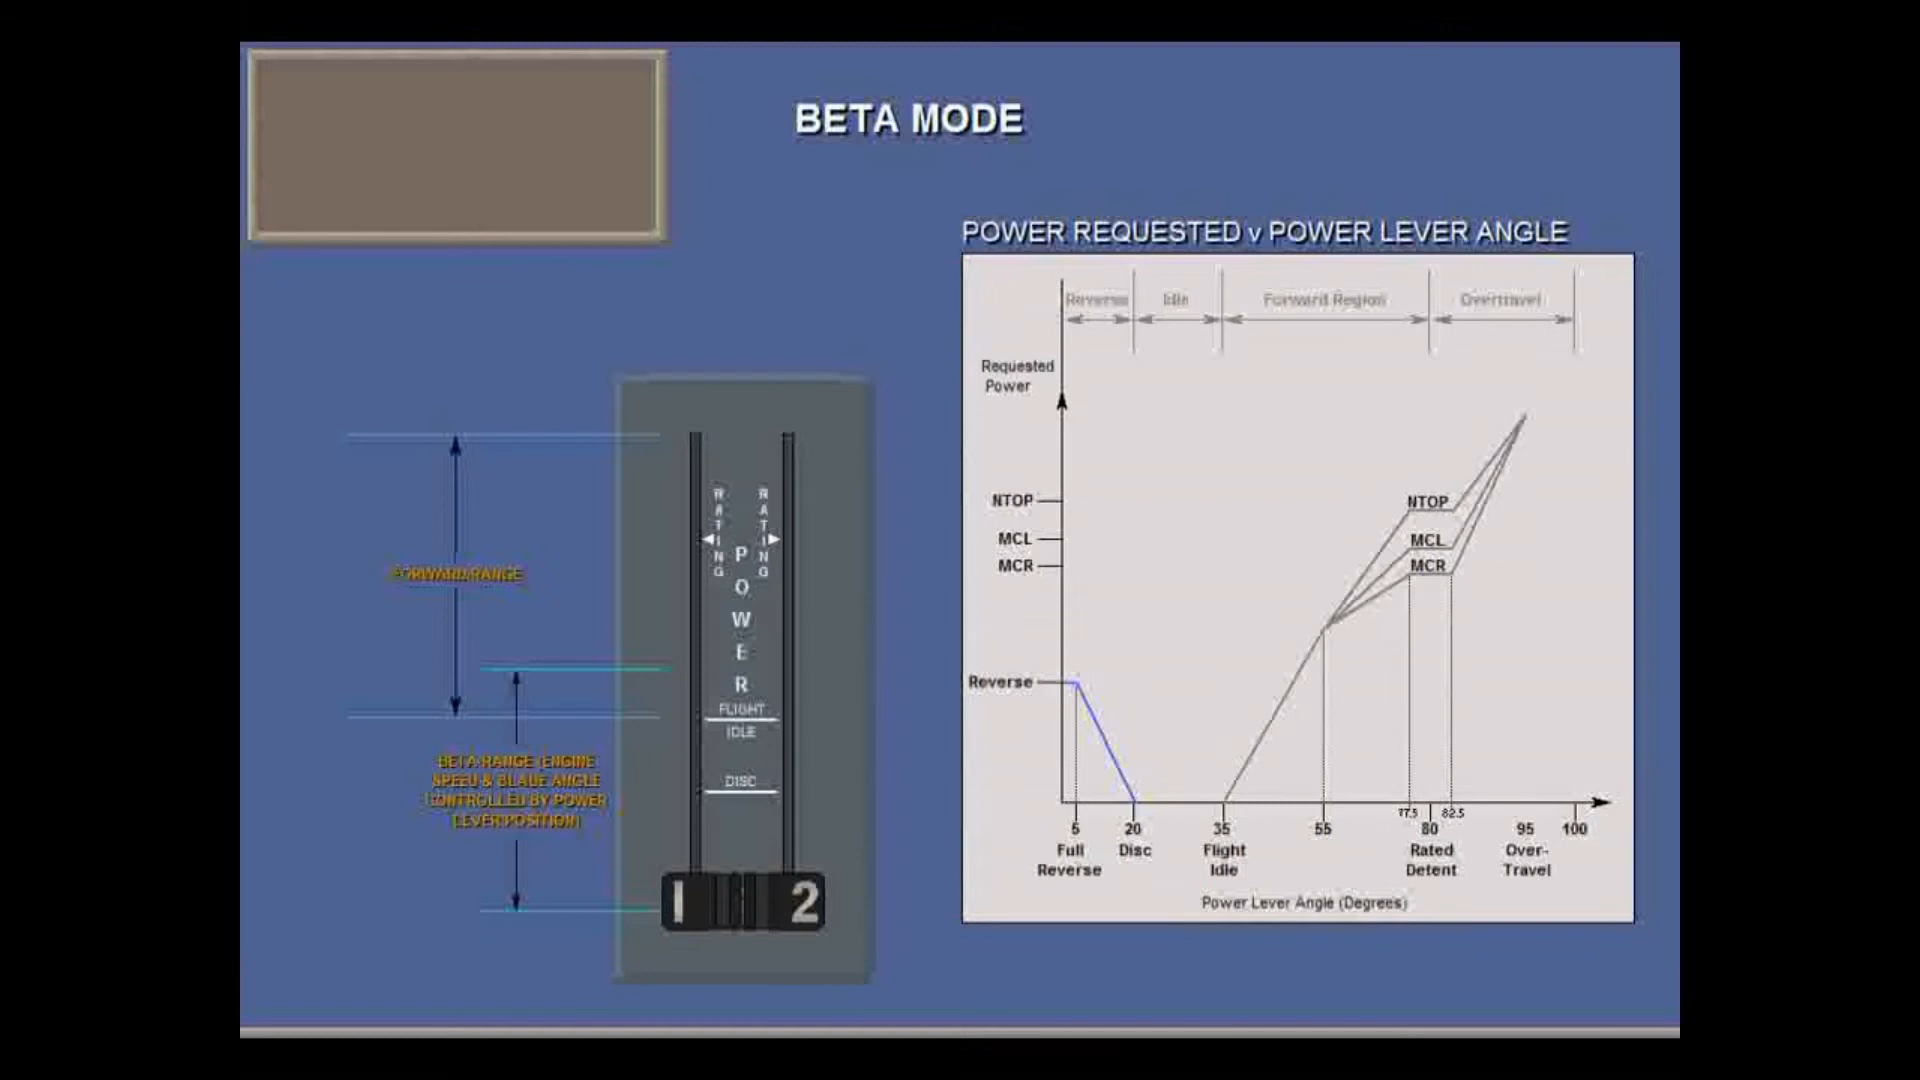 BETA MODE
POWER REQUESTED v POWER LEVER ANGLE
Reverse Idle Forward Region Overtravel
Requested
Power
NTOP
MCL
MCR
Reverse
NTOP
MCL
MCR
77.5 82.5
5 20 35 55 80 95 100
Full Disc Flight Rated Over-
Reverse Idle Detent Travel
Power Lever Angle (Degrees)
FORWARD RANGE
BETA RANGE (ENGINE
SPEED & BLADE ANGLE
CONTROLLED BY POWER
LEVER POSITION)
RATING RATING
POWER
FLIGHT
IDLE
DISC
1 2